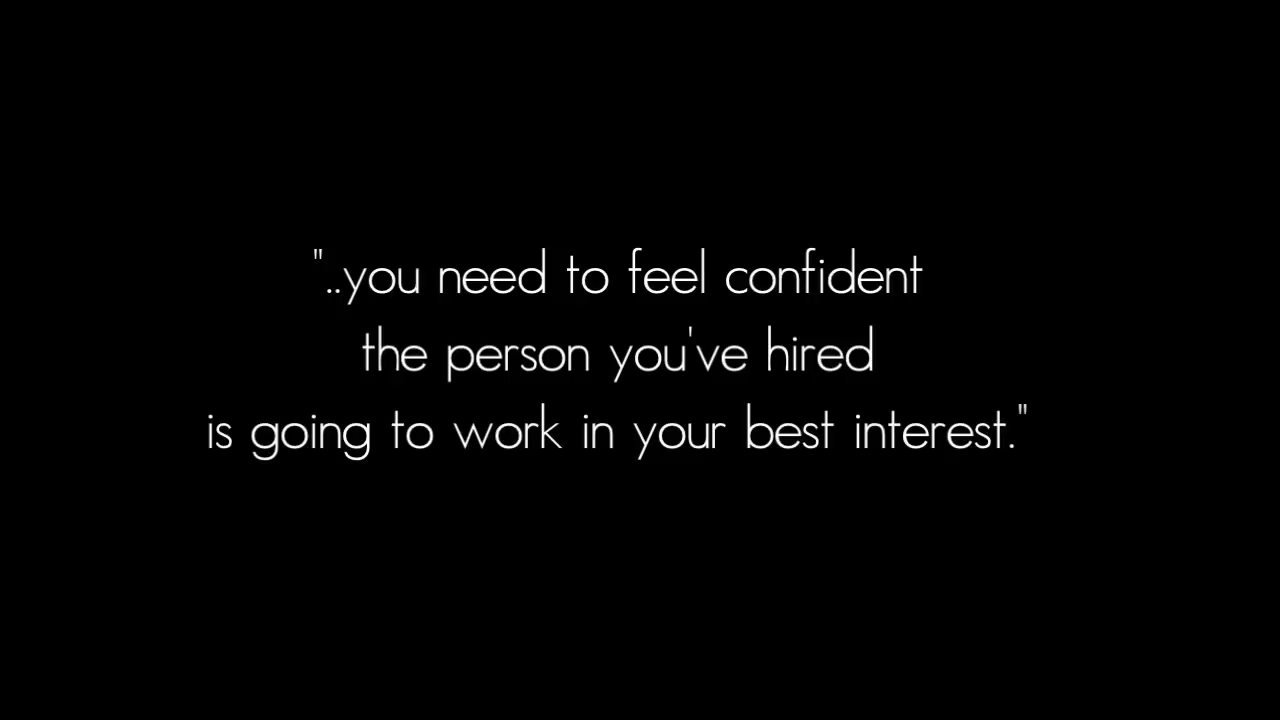 "..you need to feel confident
the person you've hired
is going to work in your best interest."